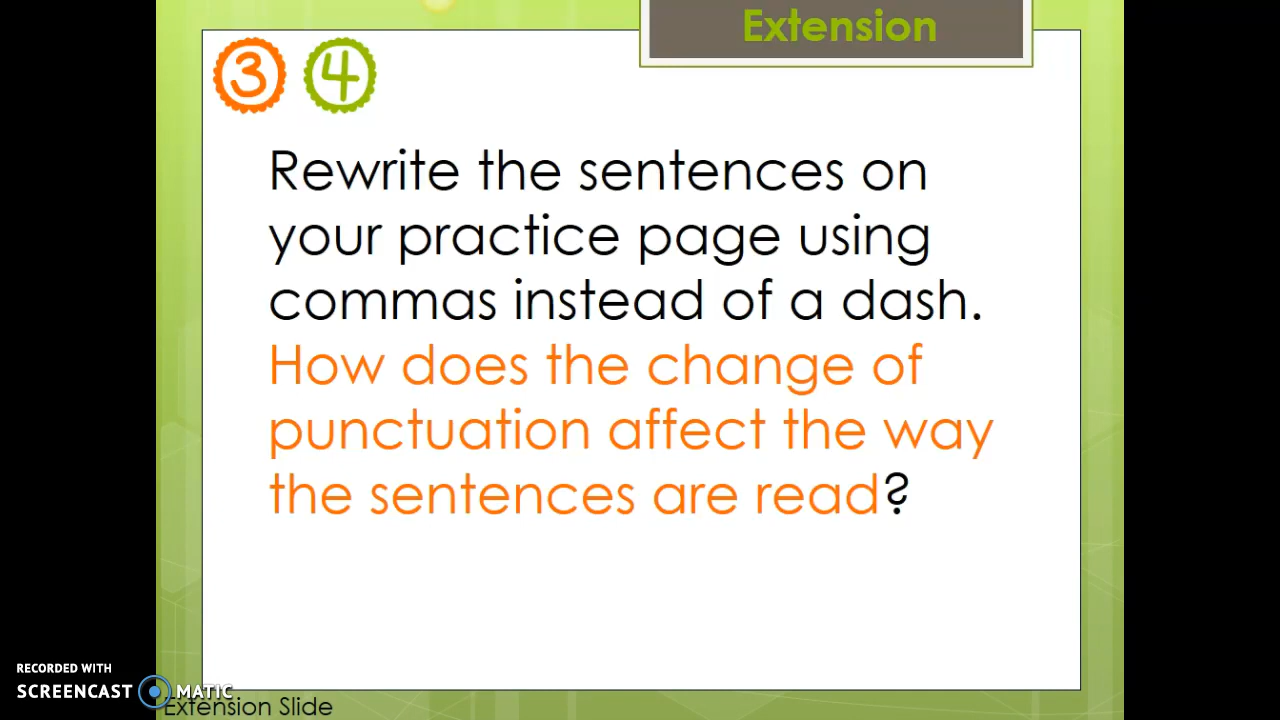 Extension
3 4
Rewrite the sentences on
your practice page using
commas instead of a dash.
How does the change of
punctuation affect the way
the sentences are read?
RECORDED WITH
SCREENCAST MATIC
Extension Slide